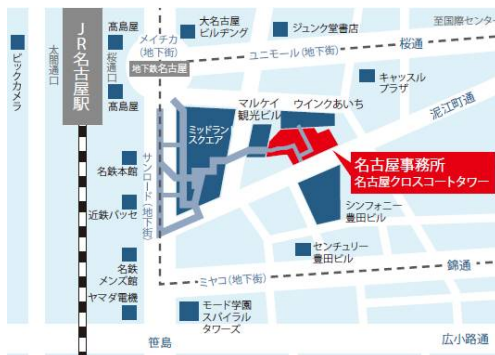 大名古屋
ビルヂング
ジュンク堂書店
至国際センター
高島屋
メイチカ
(地下街)
桜通
ユニモール(地下街)
JR名古屋駅
太閤通口
桜通口
地下鉄名古屋
ビックカメラ
キャッスル
プラザ
高島屋
マルケイ
観光ビル
ウインクあいち
泥江町通
ミッドランド
スクエア
名鉄本館
サンロード(地下街)
名古屋事務所
名古屋クロスコートタワー
近鉄パッセ
シンフォニー
豊田ビル
センチュリー
豊田ビル
名鉄
メンズ館
ミヤコ(地下街)
錦通
ヤマダ電機
モード学園
スパイラル
タワーズ
笹島
広小路通